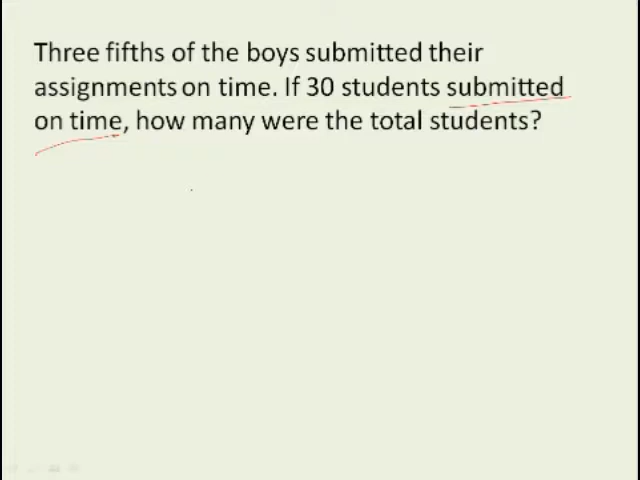 Three fifths of the boys submitted their
assignments on time. If 30 students submitted
on time, how many were the total students?